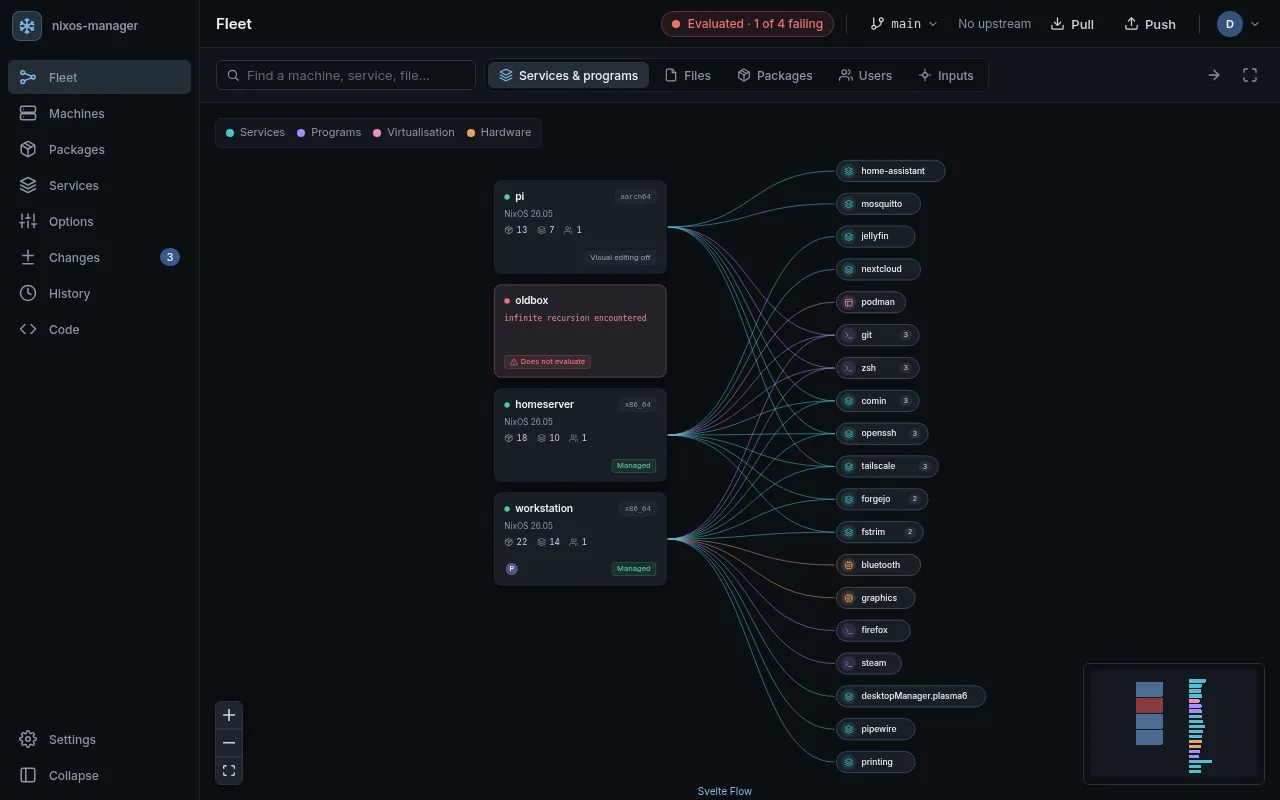 nixos-manager
Fleet
Evaluated · 1 of 4 failing
main
No upstream
Pull
Push
D
Fleet
Machines
Packages
Services
Options
Changes
3
History
Code
Settings
Collapse
Find a machine, service, file...
Services & programs
Files
Packages
Users
Inputs
Services
Programs
Virtualisation
Hardware
pi
aarch64
NixOS 26.05
13 7 1
Visual editing off
oldbox
infinite recursion encountered
Does not evaluate
homeserver
x86_64
NixOS 26.05
18 10 1
Managed
workstation
x86_64
NixOS 26.05
22 14 1
P
Managed
home-assistant
mosquitto
jellyfin
nextcloud
podman
git 3
zsh 3
comin 3
openssh 3
tailscale 3
forgejo 2
fstrim 2
bluetooth
graphics
firefox
steam
desktopManager.plasma6
pipewire
printing
Svelte Flow